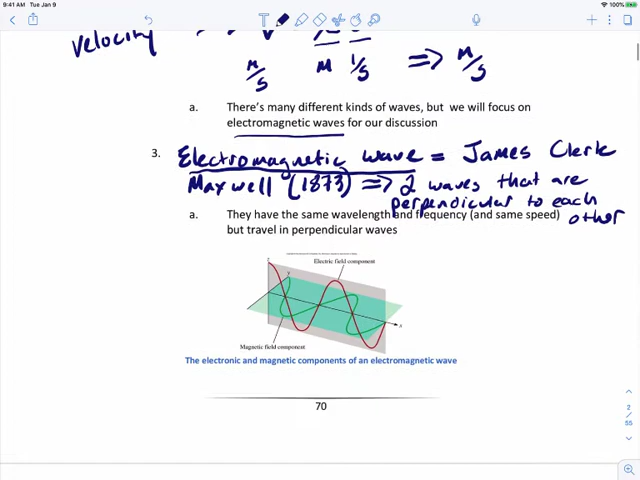 9:41 AM Tue Jan 9
100%
velocity
M/S M 1/S => M/S
a. There's many different kinds of waves, but we will focus on
electromagnetic waves for our discussion
3. Electromagnetic wave = James Clerk
Maxwell (1873) => 2 waves that are
perpendicular to each
other
a. They have the same wavelength and frequency (and same speed)
but travel in perpendicular waves
z
Electric field component
y
x
Magnetic field component
The electronic and magnetic components of an electromagnetic wave
70
2
/
55